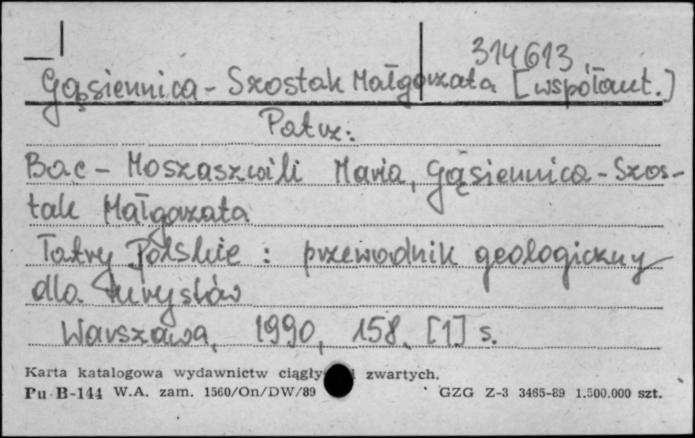 314613
Gąsiennica-Szostak Małgorzata [współaut.]
Patrz:
Bac-Moszaszwili Maria, Gąsiennica-Szos-
tak Małgorzata
Tatry Polskie : przewodnik geologiczny
dla turystów
Warszawa, 1990, 158, [1] s.
Karta katalogowa wydawnictw zwartych.
Pu B-144 W.A. zam. 1560/On/DW/89 GZG Z-3 3465-89 1.500.000 szt.